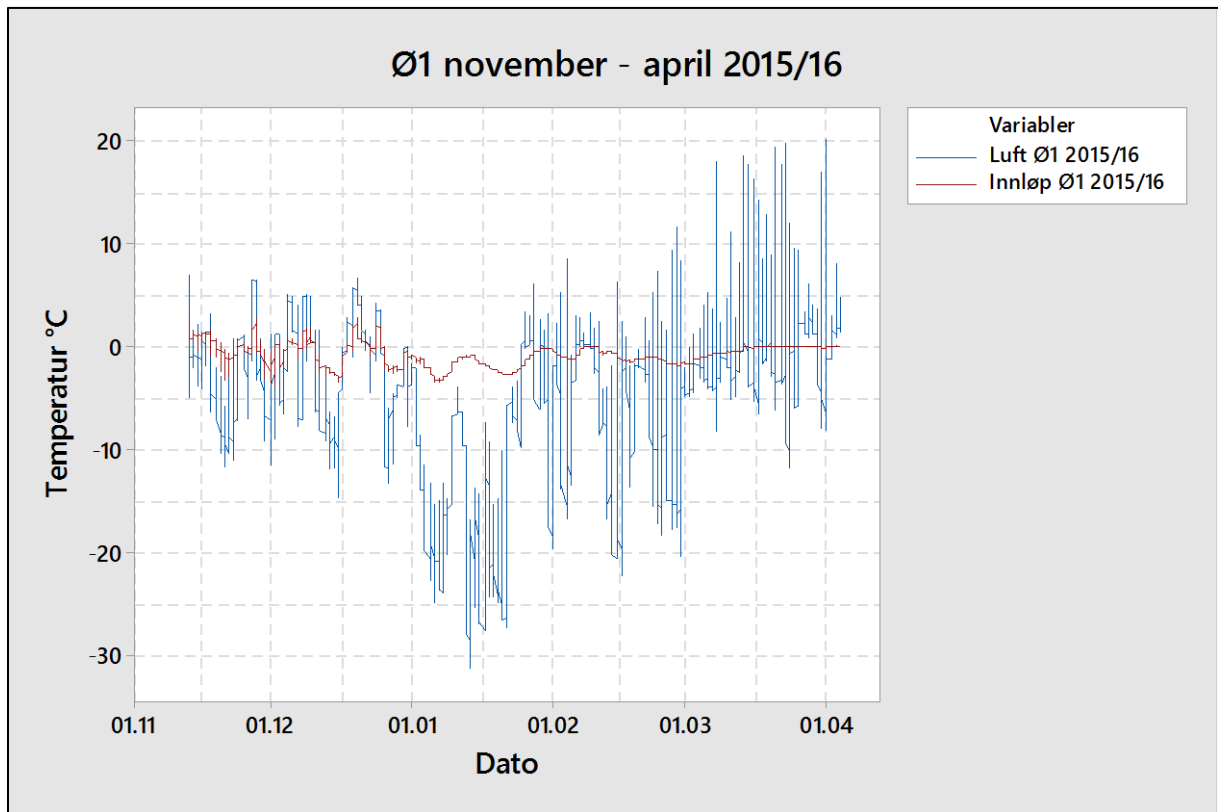 Ø1 november - april 2015/16
Variabler
Luft Ø1 2015/16
Innløp Ø1 2015/16
Temperatur °C
20
10
0
-10
-20
-30
01.11
01.12
01.01
01.02
01.03
01.04
Dato